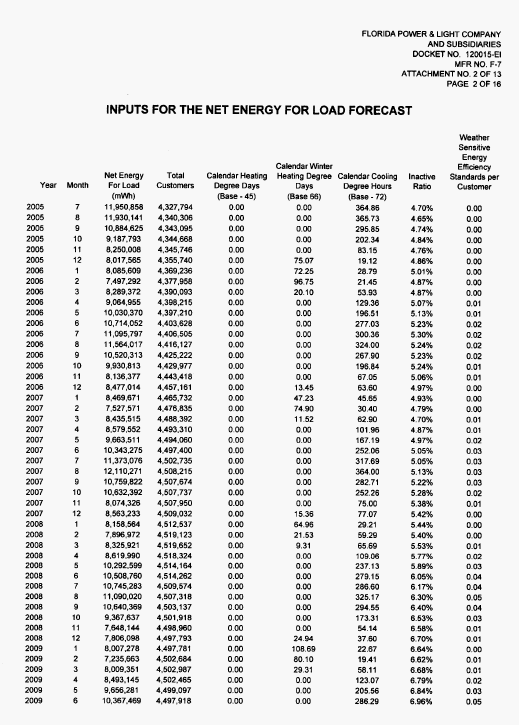 FLORIDA POWER & LIGHT COMPANY
AND SUBSIDIARIES
DOCKET NO. 120015-EI
MFR NO. F-7
ATTACHMENT NO. 2 OF 13
PAGE 2 OF 16
INPUTS FOR THE NET ENERGY FOR LOAD FORECAST
Weather
Sensitive
Energy
Calendar Winter Efficiency
Net Energy Total Calendar Heating Heating Degree Calendar Cooling Inactive Standards per
Year Month For Load Customers Degree Days Days Degree Hours Ratio Customer
(mWh) (Base - 45) (Base 66) (Base - 72)
2005 7 11,950,858 4,327,794 0.00 0.00 364.86 4.70% 0.00
2005 8 11,930,141 4,340,306 0.00 0.00 365.73 4.65% 0.00
2005 9 10,884,625 4,343,095 0.00 0.00 295.85 4.74% 0.00
2005 10 9,187,793 4,344,668 0.00 0.00 202.34 4.84% 0.00
2005 11 8,250,008 4,345,746 0.00 0.00 83.15 4.76% 0.00
2005 12 8,017,565 4,355,740 0.00 75.07 19.12 4.86% 0.00
2006 1 8,085,609 4,369,236 0.00 72.25 28.79 5.01% 0.00
2006 2 7,497,292 4,377,958 0.00 96.75 21.45 4.87% 0.00
2006 3 8,289,372 4,390,093 0.00 20.10 53.93 4.87% 0.00
2006 4 9,064,955 4,398,215 0.00 0.00 129.36 5.07% 0.01
2006 5 10,030,370 4,397,210 0.00 0.00 196.51 5.13% 0.01
2006 6 10,714,052 4,403,628 0.00 0.00 277.03 5.23% 0.02
2006 7 11,095,797 4,406,505 0.00 0.00 300.36 5.30% 0.02
2006 8 11,564,017 4,416,127 0.00 0.00 324.00 5.24% 0.02
2006 9 10,520,313 4,425,222 0.00 0.00 267.90 5.23% 0.02
2006 10 9,930,813 4,429,977 0.00 0.00 196.84 5.24% 0.01
2006 11 8,136,377 4,443,418 0.00 0.00 67.05 5.06% 0.01
2006 12 8,477,014 4,457,161 0.00 13.45 63.60 4.97% 0.00
2007 1 8,469,671 4,465,732 0.00 47.23 45.65 4.93% 0.00
2007 2 7,527,571 4,476,835 0.00 74.90 30.40 4.79% 0.00
2007 3 8,435,515 4,488,392 0.00 11.52 62.90 4.70% 0.01
2007 4 8,579,552 4,493,310 0.00 0.00 101.96 4.87% 0.01
2007 5 9,663,511 4,494,060 0.00 0.00 167.19 4.97% 0.02
2007 6 10,343,275 4,497,400 0.00 0.00 252.06 5.05% 0.03
2007 7 11,373,076 4,502,735 0.00 0.00 317.69 5.05% 0.03
2007 8 12,110,271 4,508,215 0.00 0.00 364.00 5.13% 0.03
2007 9 10,759,822 4,507,674 0.00 0.00 282.71 5.22% 0.03
2007 10 10,632,392 4,507,737 0.00 0.00 252.26 5.28% 0.02
2007 11 8,074,326 4,507,950 0.00 0.00 75.00 5.38% 0.01
2007 12 8,563,233 4,509,032 0.00 15.36 77.07 5.42% 0.00
2008 1 8,158,564 4,512,537 0.00 64.96 29.21 5.44% 0.00
2008 2 7,896,972 4,519,123 0.00 21.53 59.29 5.40% 0.00
2008 3 8,325,921 4,519,652 0.00 9.31 65.69 5.53% 0.01
2008 4 8,619,990 4,518,324 0.00 0.00 109.06 5.77% 0.02
2008 5 10,292,599 4,514,164 0.00 0.00 237.13 5.89% 0.03
2008 6 10,508,760 4,514,262 0.00 0.00 279.15 6.05% 0.04
2008 7 10,745,283 4,509,574 0.00 0.00 286.60 6.17% 0.04
2008 8 11,090,020 4,507,318 0.00 0.00 325.17 6.30% 0.05
2008 9 10,640,369 4,503,137 0.00 0.00 294.55 6.40% 0.04
2008 10 9,367,637 4,501,918 0.00 0.00 173.31 6.53% 0.03
2008 11 7,648,144 4,498,960 0.00 0.00 54.14 6.58% 0.01
2008 12 7,806,098 4,497,793 0.00 24.94 37.60 6.70% 0.01
2009 1 8,007,278 4,497,781 0.00 108.69 22.67 6.64% 0.00
2009 2 7,235,663 4,502,684 0.00 80.10 19.41 6.62% 0.01
2009 3 8,009,351 4,502,987 0.00 29.31 58.11 6.68% 0.01
2009 4 8,493,145 4,502,465 0.00 0.00 123.07 6.79% 0.02
2009 5 9,656,281 4,499,097 0.00 0.00 205.56 6.84% 0.03
2009 6 10,367,469 4,497,918 0.00 0.00 286.29 6.96% 0.05